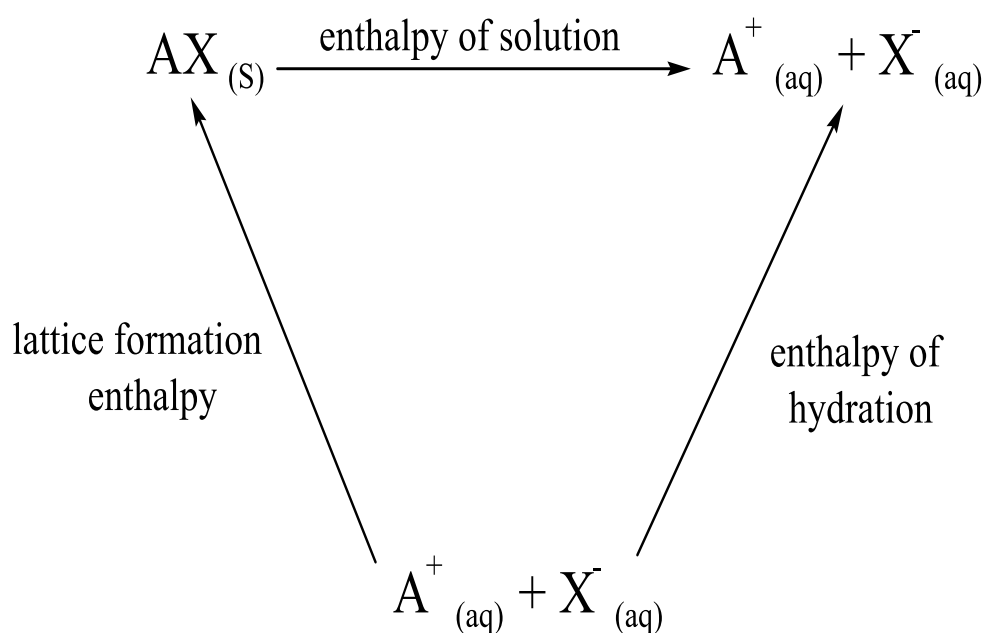 enthalpy of solution
AX (S) A⁺ (aq) + X⁻ (aq)
lattice formation
enthalpy
enthalpy of
hydration
A⁺ (aq) + X⁻ (aq)